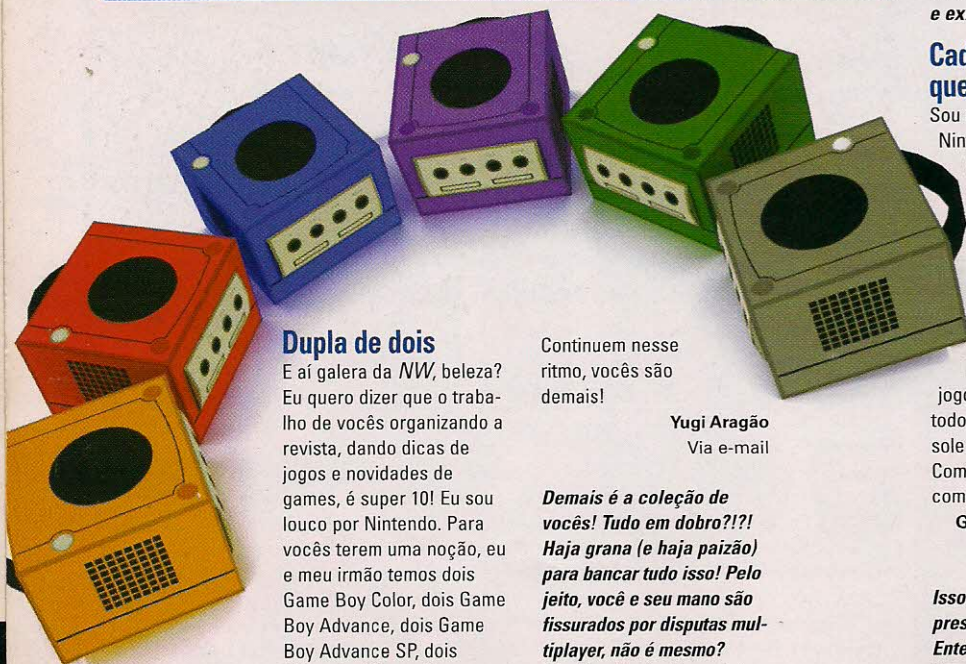 Dupla de dois
E aí galera da NW, beleza?
Eu quero dizer que o traba-
lho de vocês organizando a
revista, dando dicas de
jogos e novidades de
games, é super 10! Eu sou
louco por Nintendo. Para
vocês terem uma noção, eu
e meu irmão temos dois
Game Boy Color, dois Game
Boy Advance, dois Game
Boy Advance SP, dois
Continuem nesse
ritmo, vocês são
demais!
Yugi Aragão
Via e-mail
Demais é a coleção de
vocês! Tudo em dobro?!?!
Haja grana (e haja paizão)
para bancar tudo isso! Pelo
jeito, você e seu mano são
fissurados por disputas mul-
tiplayer, não é mesmo?
e ex
Cad
que
Sou
Nin
jogo
todo
sole
Com
com
G
Isso
pres
Ente